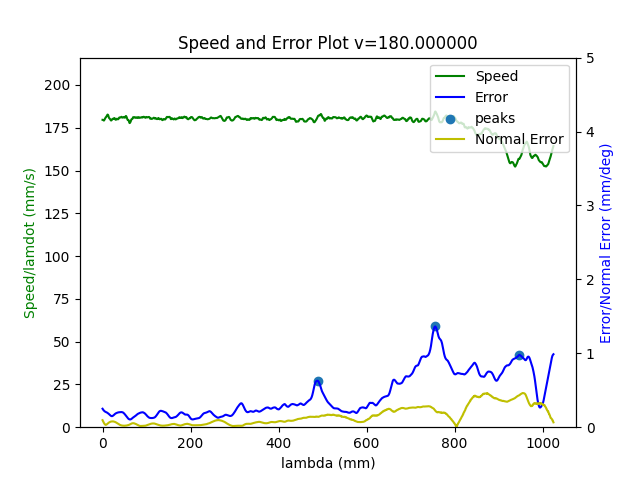 Speed and Error Plot v=180.000000
Speed/lamdot (mm/s)
200
175
150
125
100
75
50
25
0
0
200
400
600
800
1000
lambda (mm)
5
4
3
2
1
0
Error/Normal Error (mm/deg)
Speed
Error
peaks
Normal Error